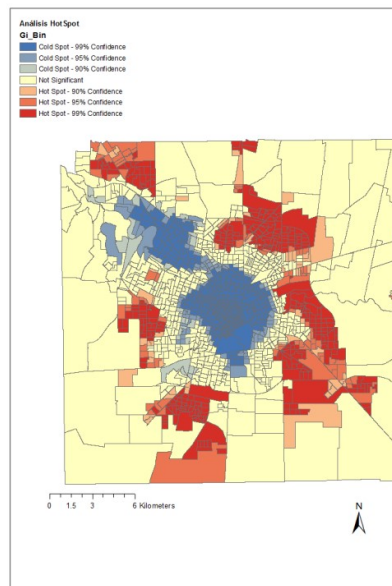 Análisis HotSpot
Gi_Bin
Cold Spot - 99% Confidence
Cold Spot - 95% Confidence
Cold Spot - 90% Confidence
Not Significant
Hot Spot - 90% Confidence
Hot Spot - 95% Confidence
Hot Spot - 99% Confidence
0 1.5 3 6 Kilometers
N